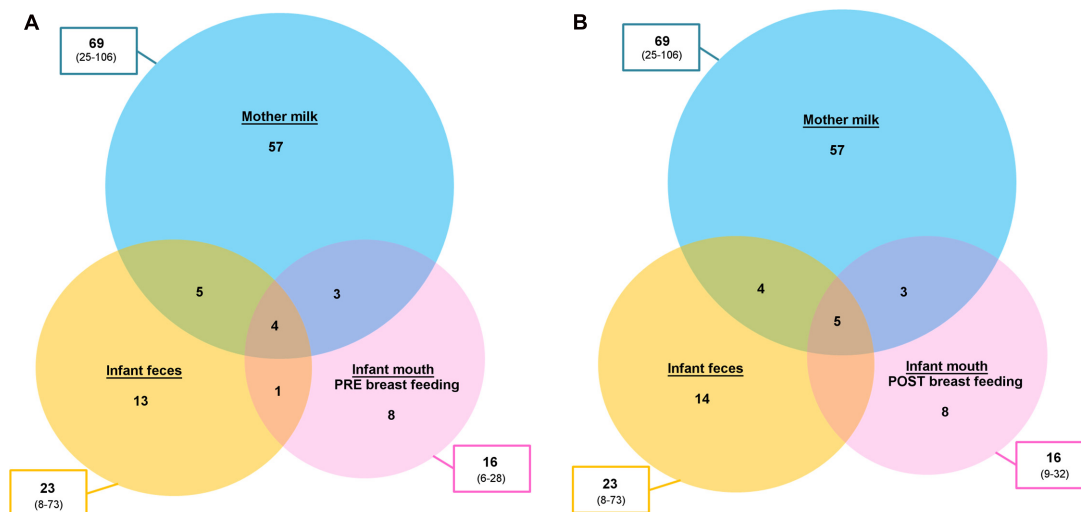 A
69
(25-106)
Mother milk
57
5
3
4
Infant feces
13
1
Infant mouth
PRE breast feeding
8
23
(8-73)
16
(6-28)
B
69
(25-106)
Mother milk
57
4
3
5
Infant feces
14
Infant mouth
POST breast feeding
8
23
(8-73)
16
(9-32)